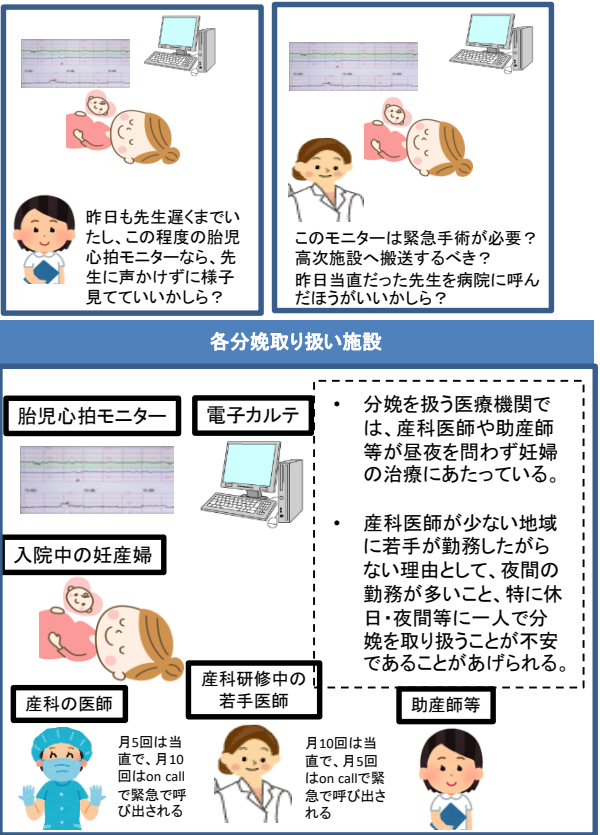 昨日も先生遅くまでい
たし、この程度の胎児
心拍モニターなら、先
生に声かけずに様子
見てていいかしら？
このモニターは緊急手術が必要？
高次施設へ搬送するべき？
昨日当直だった先生を病院に呼ん
だほうがいいかしら？
各分娩取り扱い施設
胎児心拍モニター
電子カルテ
入院中の妊産婦
• 分娩を扱う医療機関で
は、産科医師や助産師
等が昼夜を問わず妊婦
の治療にあたっている。
• 産科医師が少ない地域
に若手が勤務したがら
ない理由として、夜間の
勤務が多いこと、特に休
日・夜間等に一人で分
娩を取り扱うことが不安
であることがあげられる。
産科の医師
月5回は当
直で、月10
回はon call
で緊急で呼
び出される
産科研修中の
若手医師
月10回は当
直で、月5回
はon callで緊
急で呼び出さ
れる
助産師等